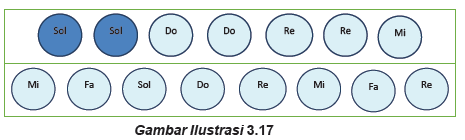 Sol Sol Do Do Re Re Mi
Mi Fa Sol Do Re Mi Fa Re
Gambar Ilustrasi 3.17